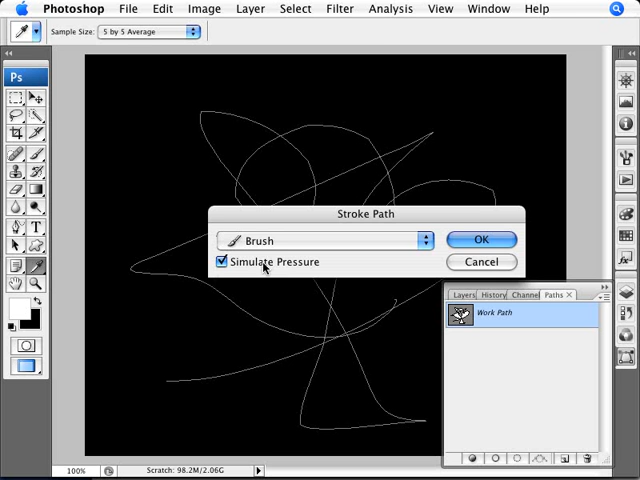 Photoshop File Edit Image Layer Select Filter Analysis View Window Help
Sample Size: 5 by 5 Average
Ps
Stroke Path
Brush OK
Simulate Pressure Cancel
Layers History Channel Paths
Work Path
T
100% Scratch: 98.2M/2.06G